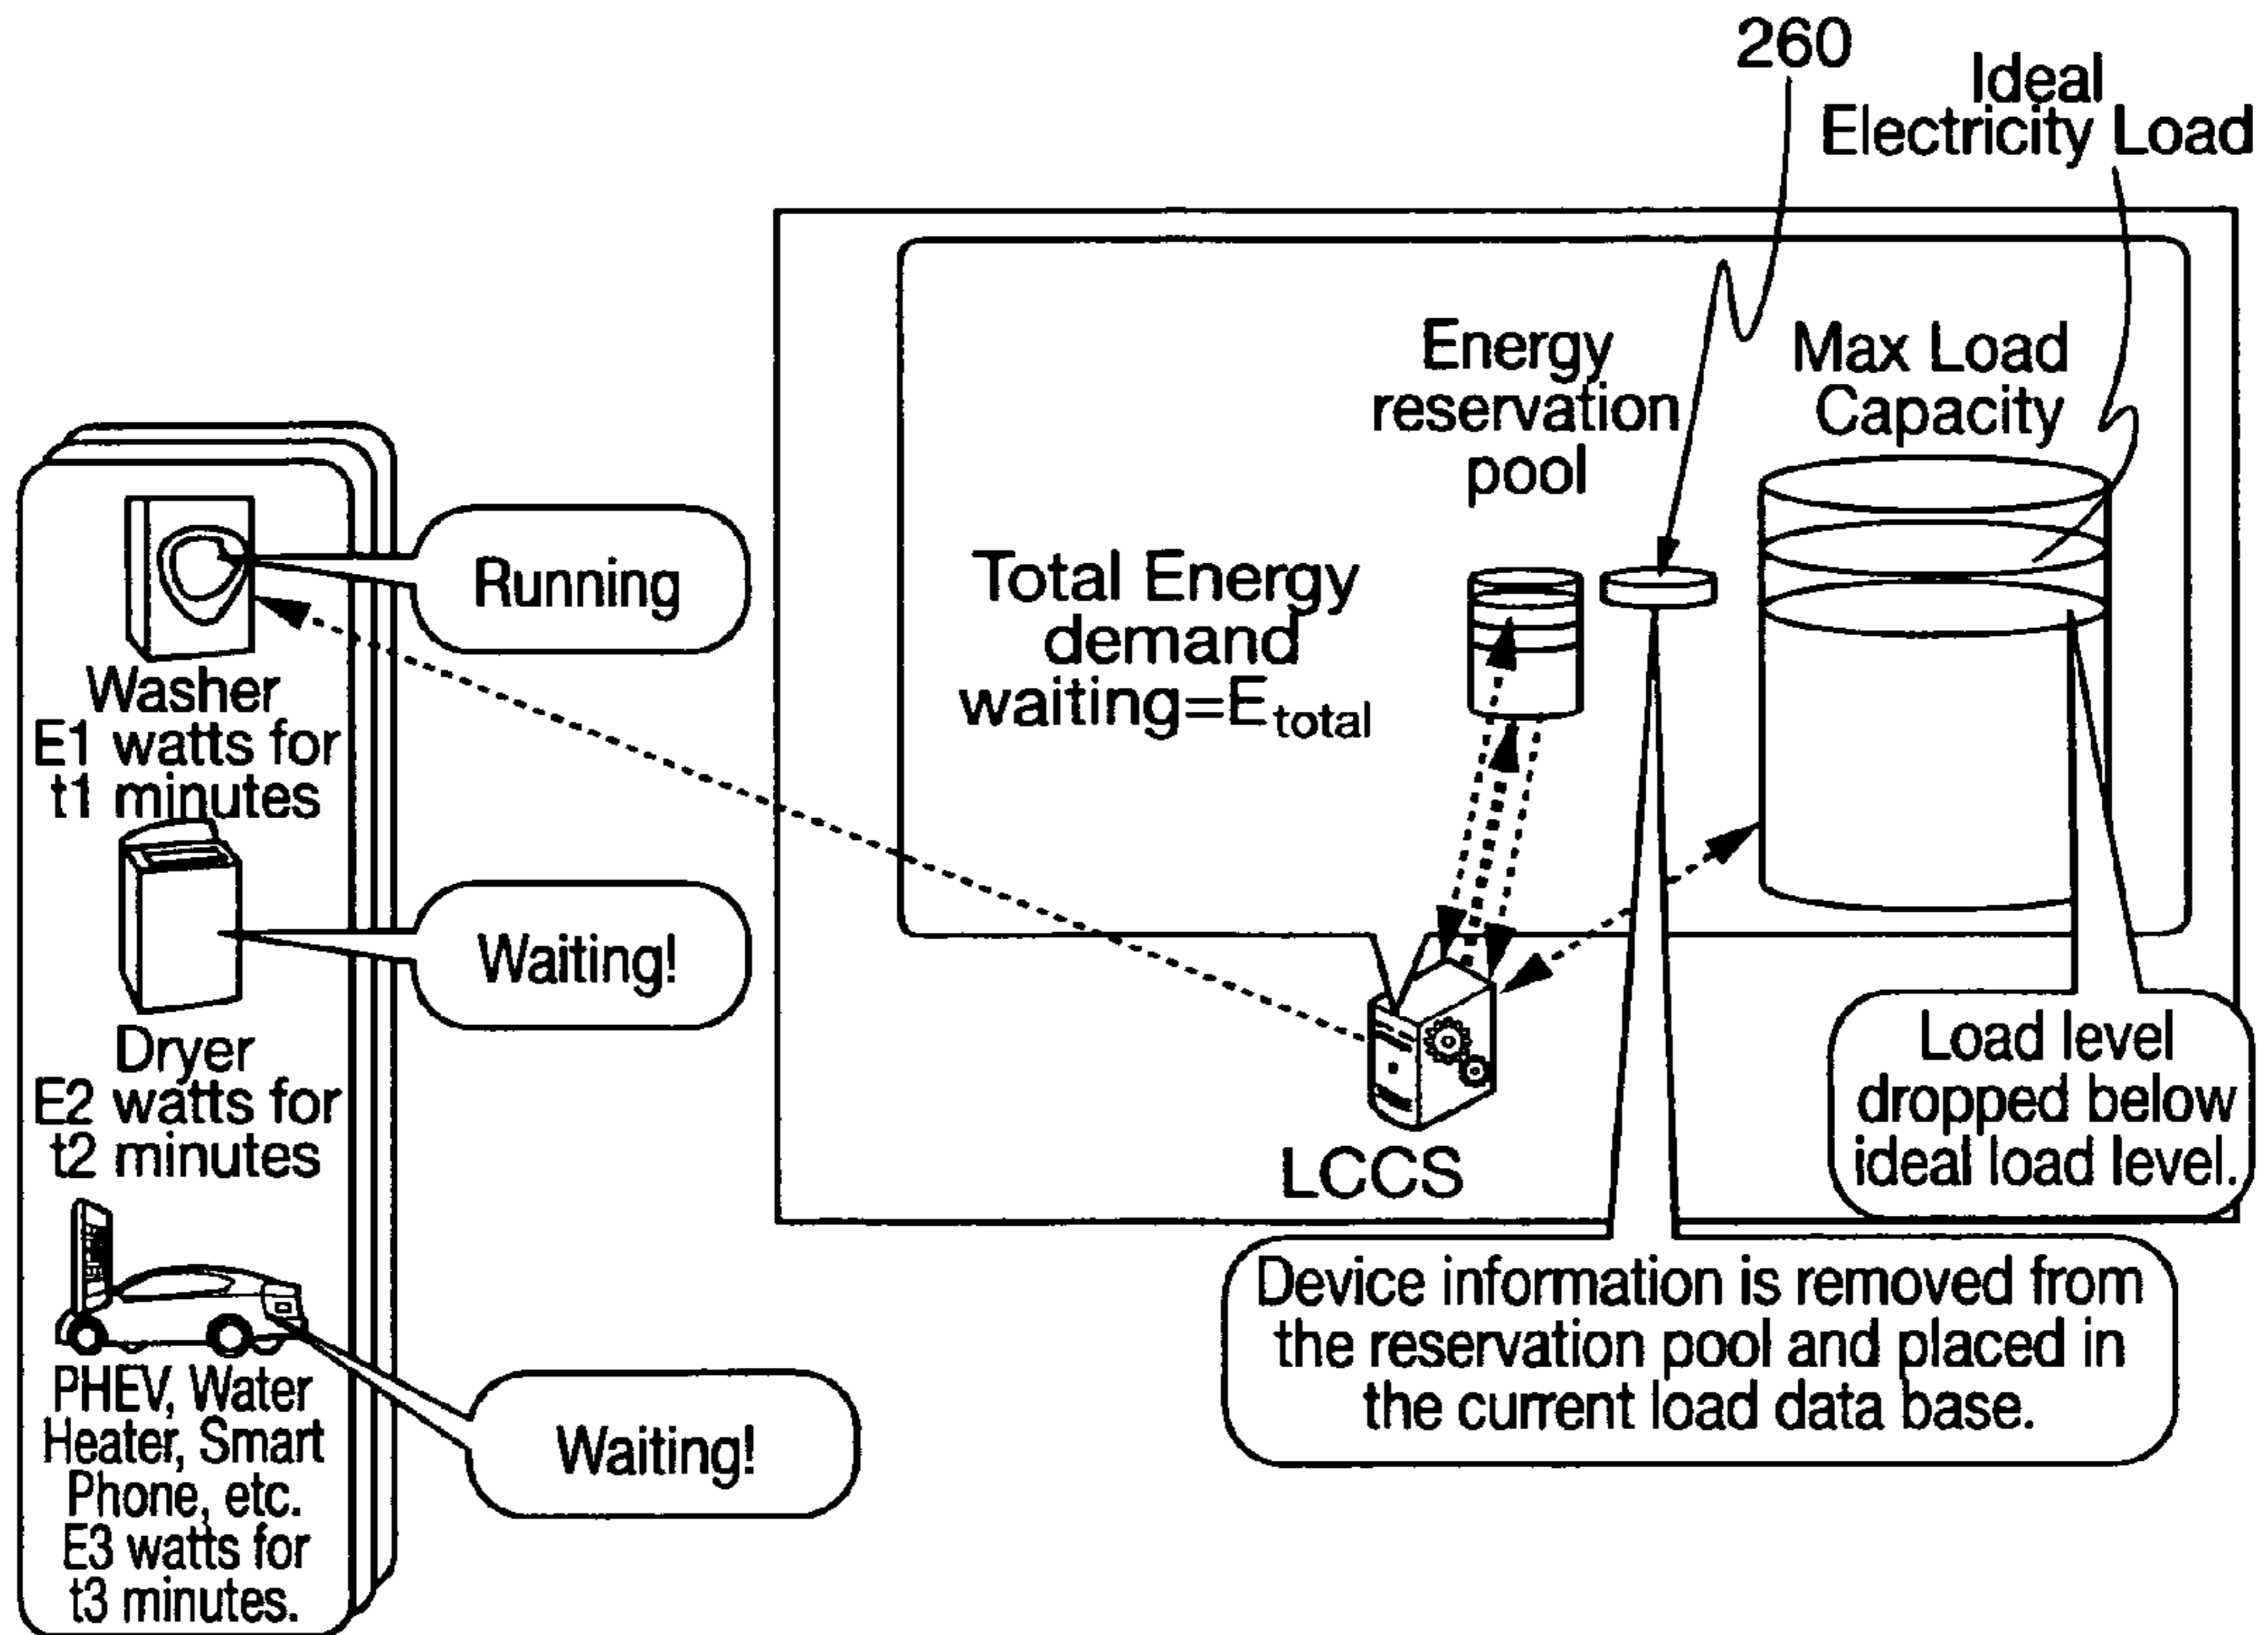 260
Ideal
Electricity Load
Energy
reservation
pool
Max Load
Capacity
Total Energy
demand
waiting=Etotal
Running
Washer
E1 watts for
t1 minutes
Waiting!
Dryer
E2 watts for
t2 minutes
LCCS
Load level
dropped below
ideal load level.
Device information is removed from
the reservation pool and placed in
the current load data base.
PHEV, Water
Heater, Smart
Phone, etc.
E3 watts for
t3 minutes.
Waiting!